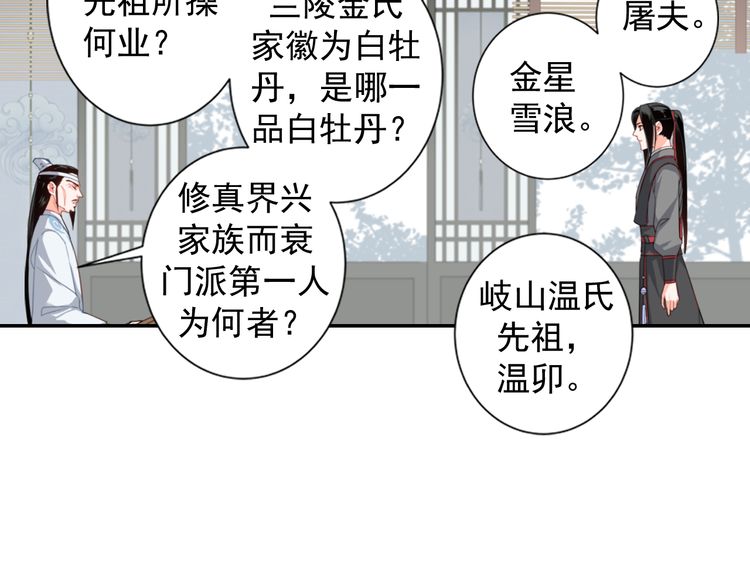 先祖所操
何业？
屠夫。
兰陵金氏
家徽为白牡
丹，是哪一
品白牡丹？
金星
雪浪。
修真界兴
家族而衰
门派第一人
为何者？
岐山温氏
先祖，
温卯。